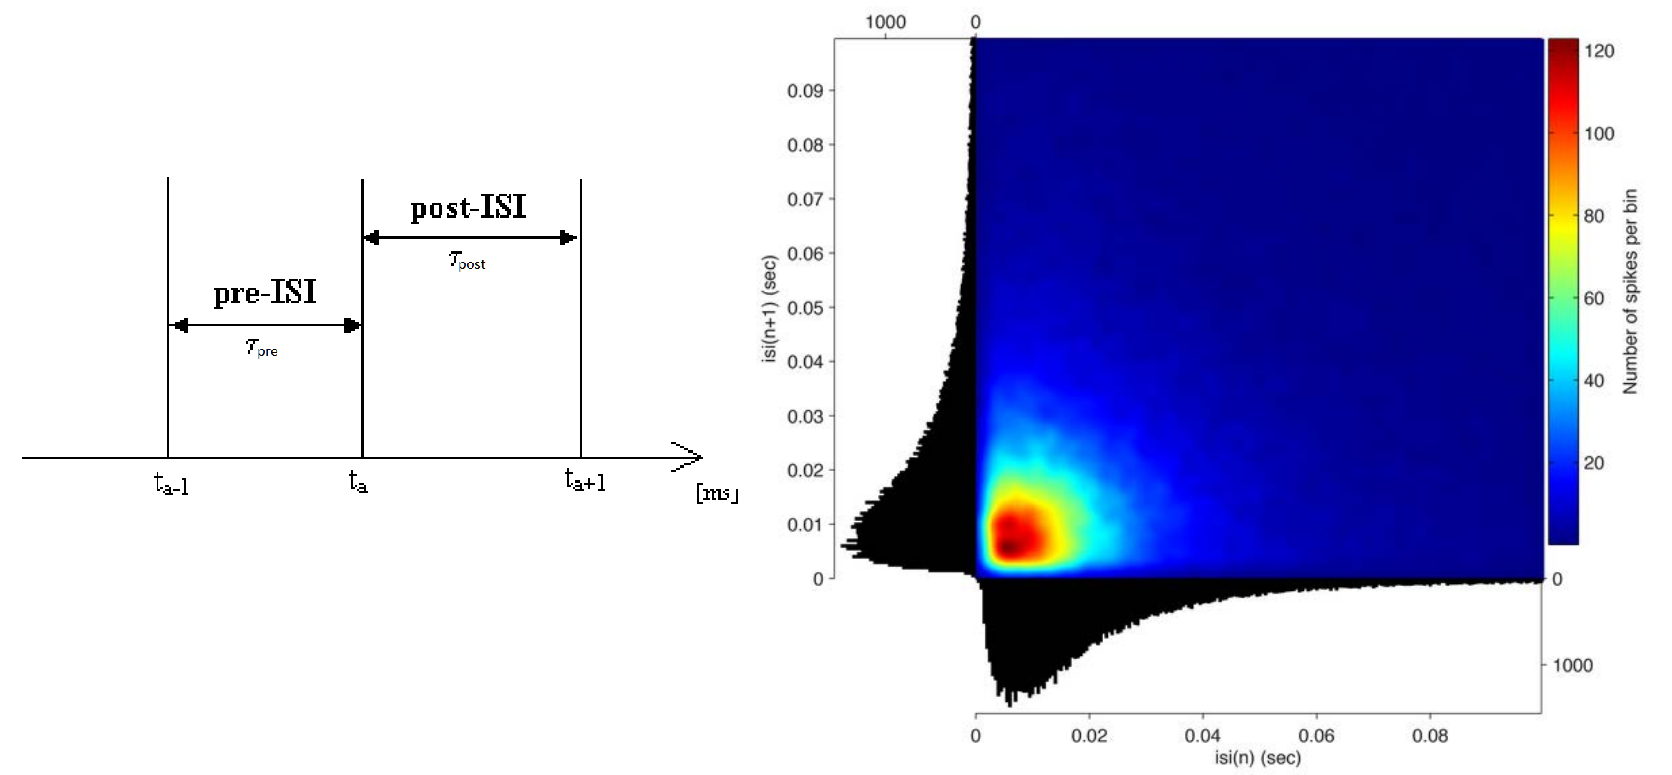 post-ISI
τpost
pre-ISI
τpre
ta-1
ta
ta+1
[ms]
1000
0
0.09
0.08
0.07
0.06
0.05
0.04
0.03
0.02
0.01
0
isi(n+1) (sec)
120
100
80
60
40
20
Number of spikes per bin
0
1000
0
0.02
0.04
0.06
0.08
isi(n) (sec)